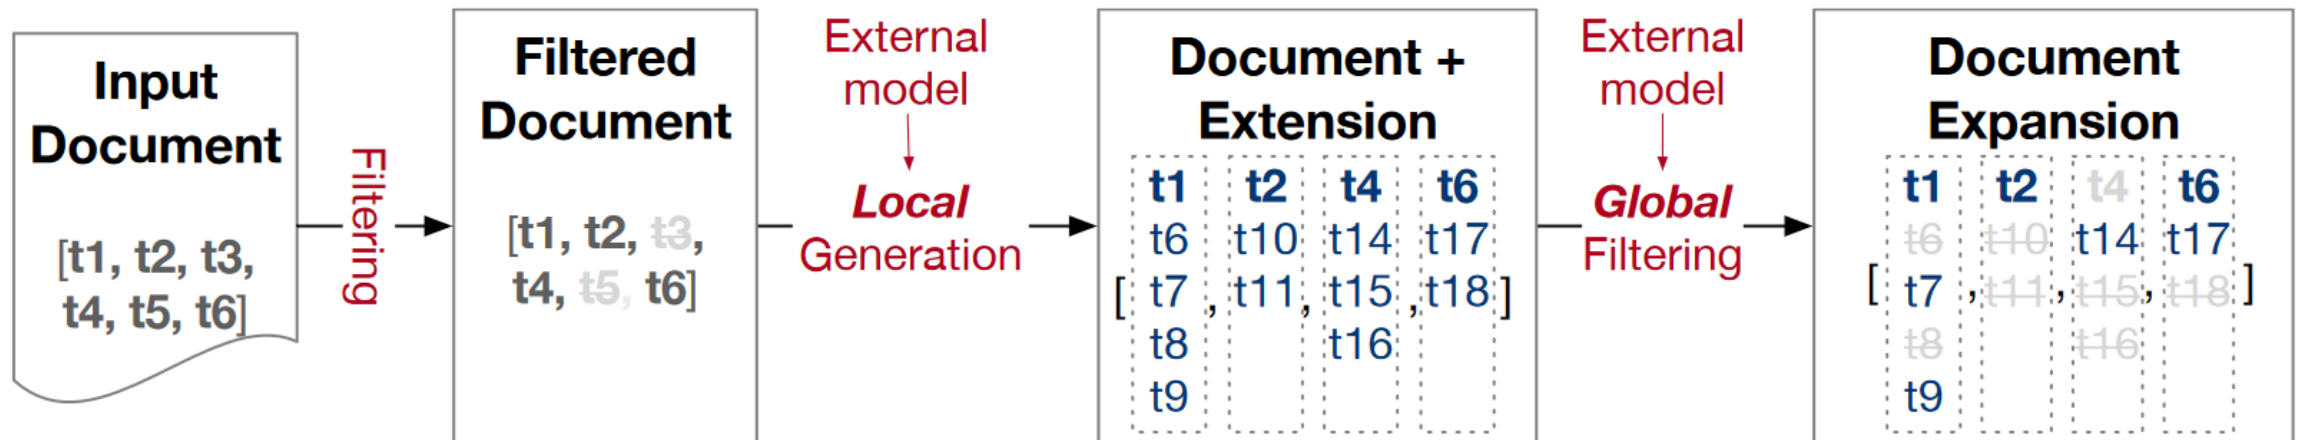 Input
Document
[t1, t2, t3,
t4, t5, t6]
Filtering
Filtered
Document
[t1, t2, t3,
t4, t5, t6]
External
model
Local
Generation
Document +
Extension
t1 t2 t4 t6
t6 t10 t14 t17
[ t7 , t11 , t15 , t18 ]
t8 t16
t9
External
model
Global
Filtering
Document
Expansion
t1 t2 t4 t6
t6 t10 t14 t17
[ t7 , t11 , t15 , t18 ]
t8 t16
t9